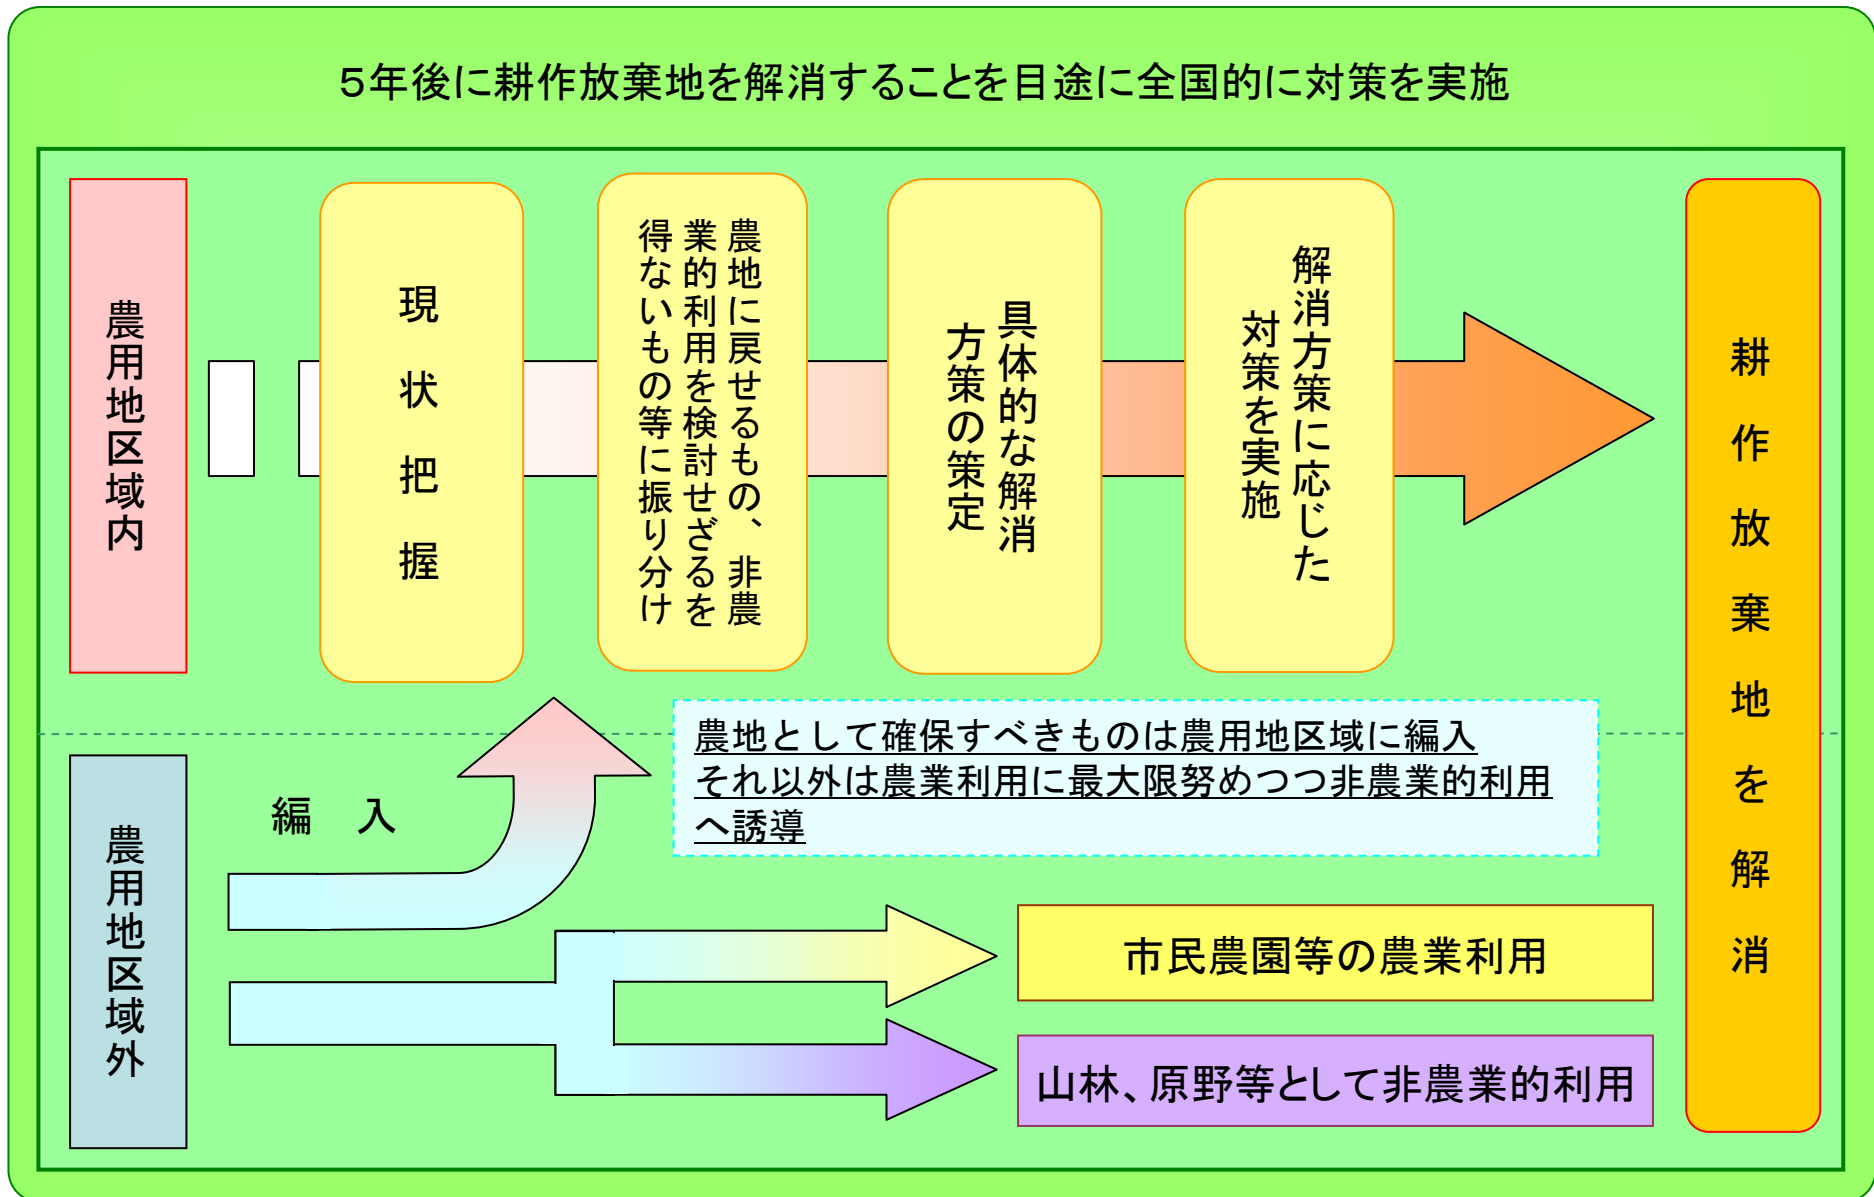 5年後に耕作放棄地を解消することを目途に全国的に対策を実施
農用地区域内
現状把握
農地に戻せるもの、非農
業的利用を検討せざるを
得ないもの等に振り分け
具体的な解消
方策の策定
解消方策に応じた
対策を実施
耕作放棄地を解消
農地として確保すべきものは農用地区域に編入
それ以外は農業利用に最大限努めつつ非農業的利用
へ誘導
編 入
農用地区域外
市民農園等の農業利用
山林、原野等として非農業的利用